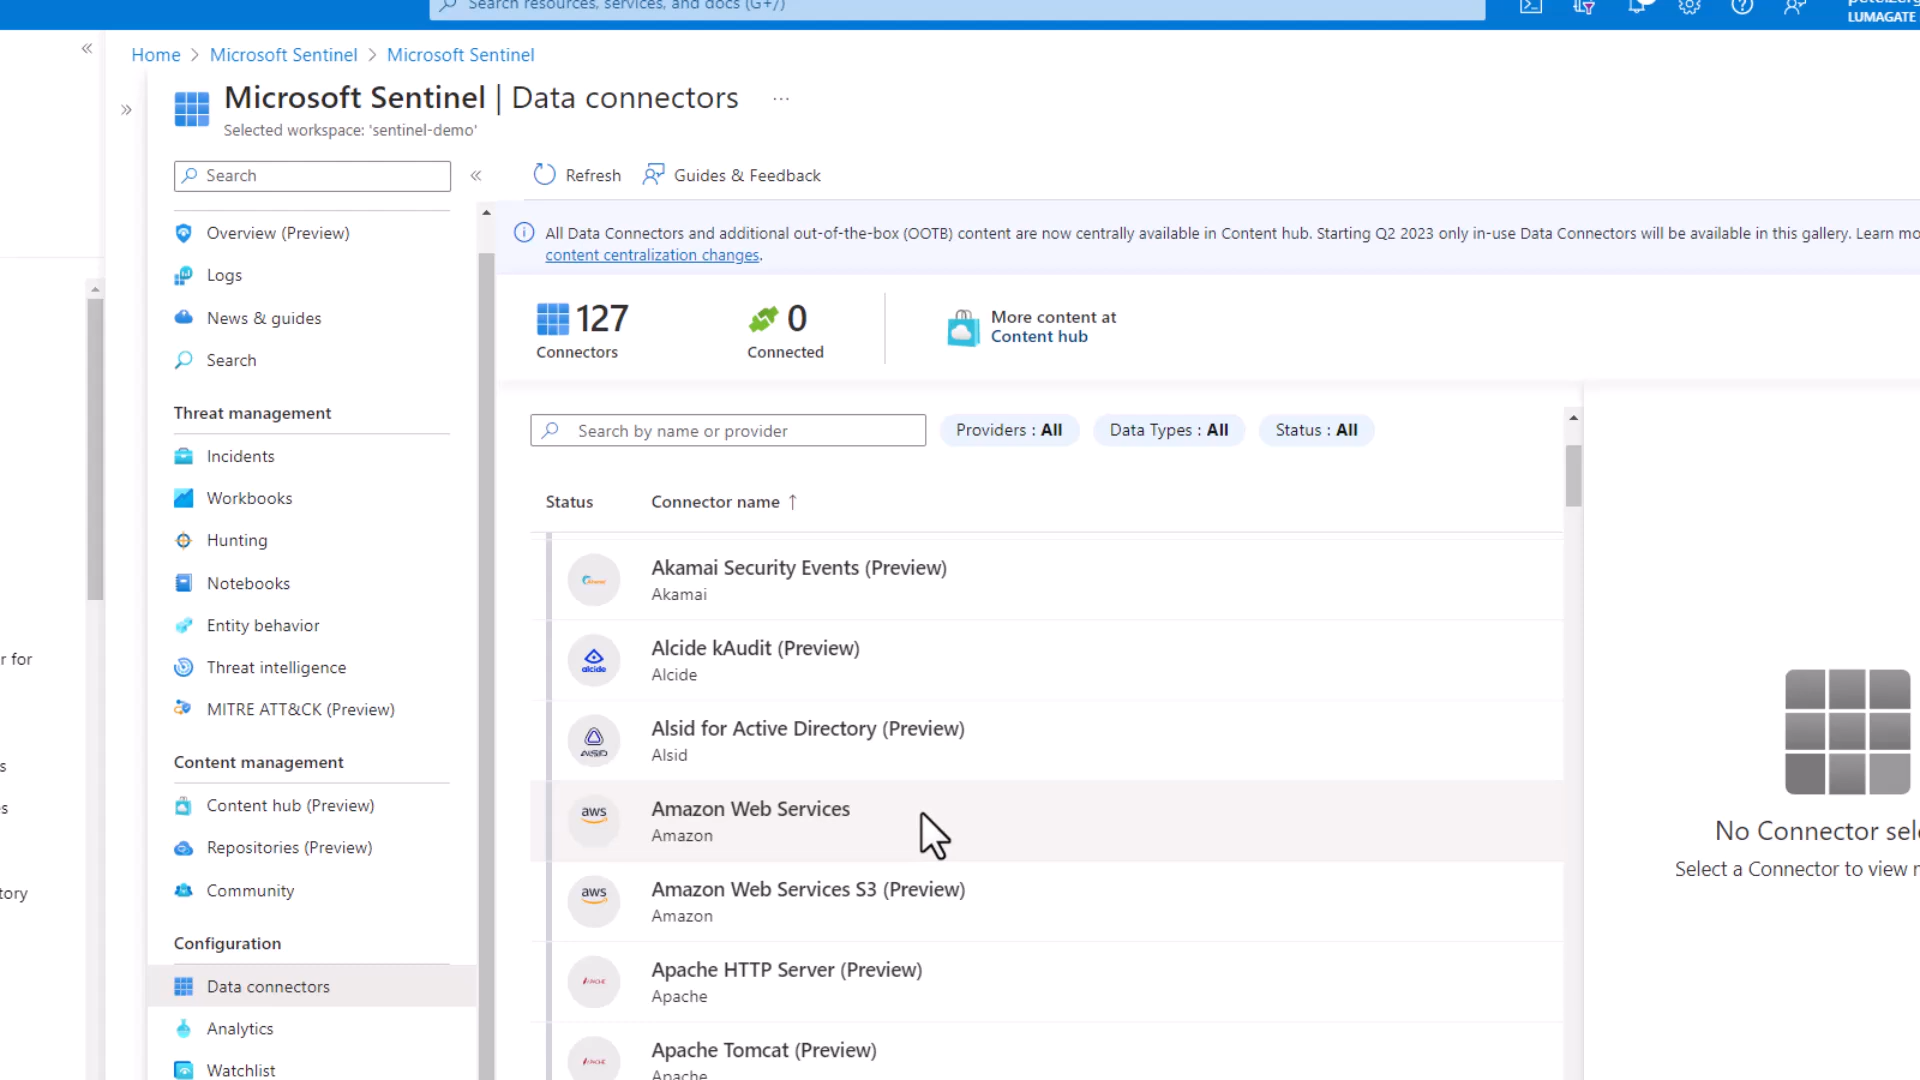 Search resources, services, and docs (G+/)
LUMAGATE
Home > Microsoft Sentinel > Microsoft Sentinel
Microsoft Sentinel | Data connectors ...
Selected workspace: 'sentinel-demo'
Search
Refresh
Guides & Feedback
Overview (Preview)
Logs
News & guides
Search
Threat management
Incidents
Workbooks
Hunting
Notebooks
Entity behavior
Threat intelligence
MITRE ATT&CK (Preview)
Content management
Content hub (Preview)
Repositories (Preview)
Community
Configuration
Data connectors
Analytics
Watchlist
r for
s
s
tory
All Data Connectors and additional out-of-the-box (OOTB) content are now centrally available in Content hub. Starting Q2 2023 only in-use Data Connectors will be available in this gallery. Learn mo
content centralization changes.
127
Connectors
0
Connected
More content at
Content hub
Search by name or provider
Providers : All
Data Types : All
Status : All
Status
Connector name ↑
Akamai Security Events (Preview)
Akamai
alcide
Alcide kAudit (Preview)
Alcide
ALSID
Alsid for Active Directory (Preview)
Alsid
aws
Amazon Web Services
Amazon
aws
Amazon Web Services S3 (Preview)
Amazon
APACHE
Apache HTTP Server (Preview)
Apache
APACHE
Apache Tomcat (Preview)
Apache
No Connector sel
Select a Connector to view